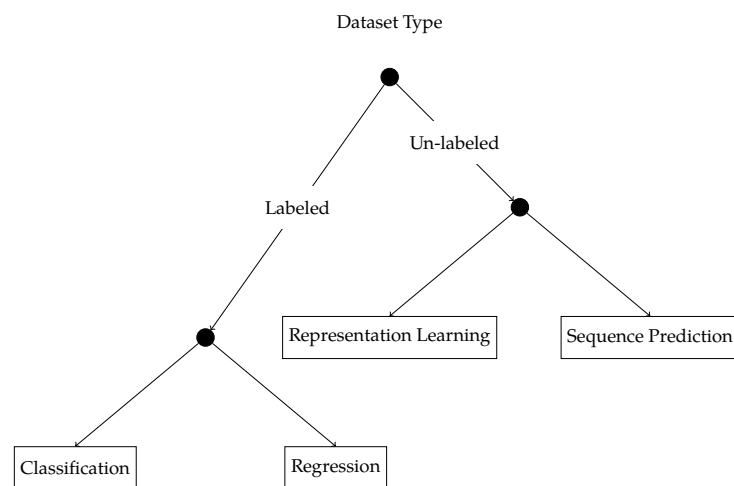 Dataset Type
Un-labeled
Labeled
Representation Learning
Sequence Prediction
Classification
Regression